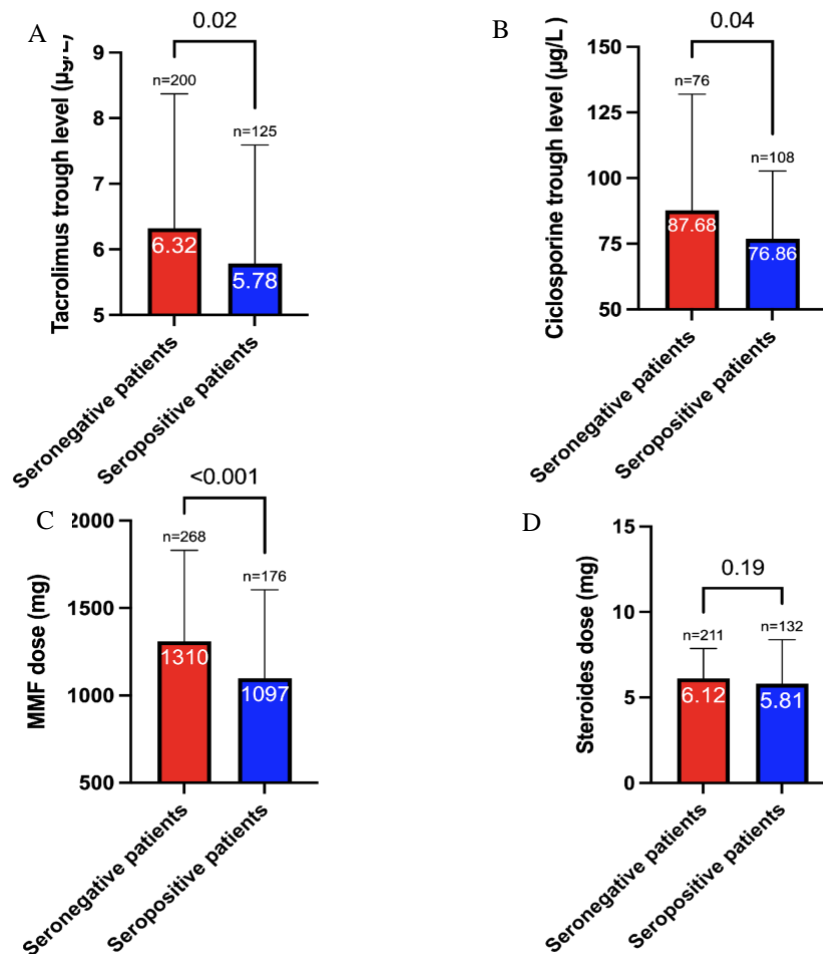 A
0.02
Tacrolimus trough level (µg/L)
9
8
7
6
5
n=200
n=125
6.32
5.78
Seronegative patients
Seropositive patients
B
0.04
Ciclosporine trough level (µg/L )
150
125
100
75
50
n=76
n=108
87.68
76.86
Seronegative patients
Seropositive patients
C
<0.001
MMF dose (mg)
2000
1500
1000
500
n=268
n=176
1310
1097
Seronegative patients
Seropositive patients
D
0.19
Steroides dose (mg)
15
10
5
0
n=211
n=132
6.12
5.81
Seronegative patients
Seropositive patients